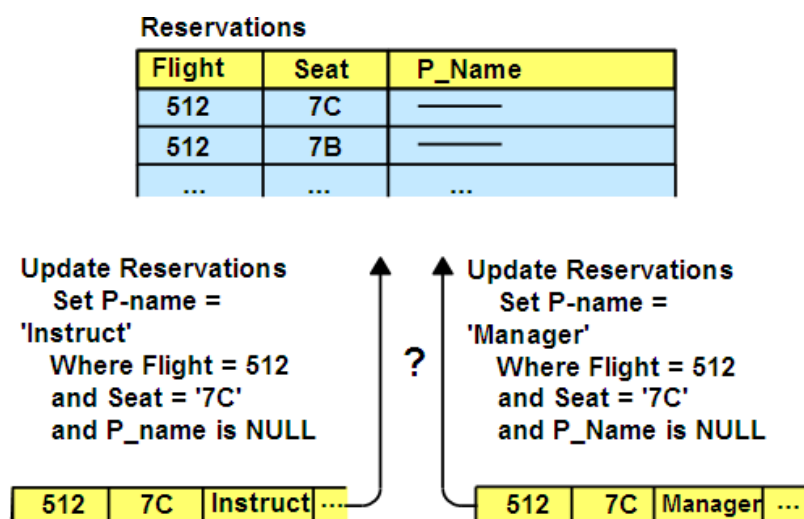 Reservations
Flight Seat P_Name
512 7C
512 7B
... ... ...
Update Reservations
Set P-name =
'Instruct'
Where Flight = 512
and Seat = '7C'
and P_name is NULL
?
Update Reservations
Set P-name =
'Manager'
Where Flight = 512
and Seat = '7C'
and P_Name is NULL
512 7C Instruct ...
512 7C Manager ...